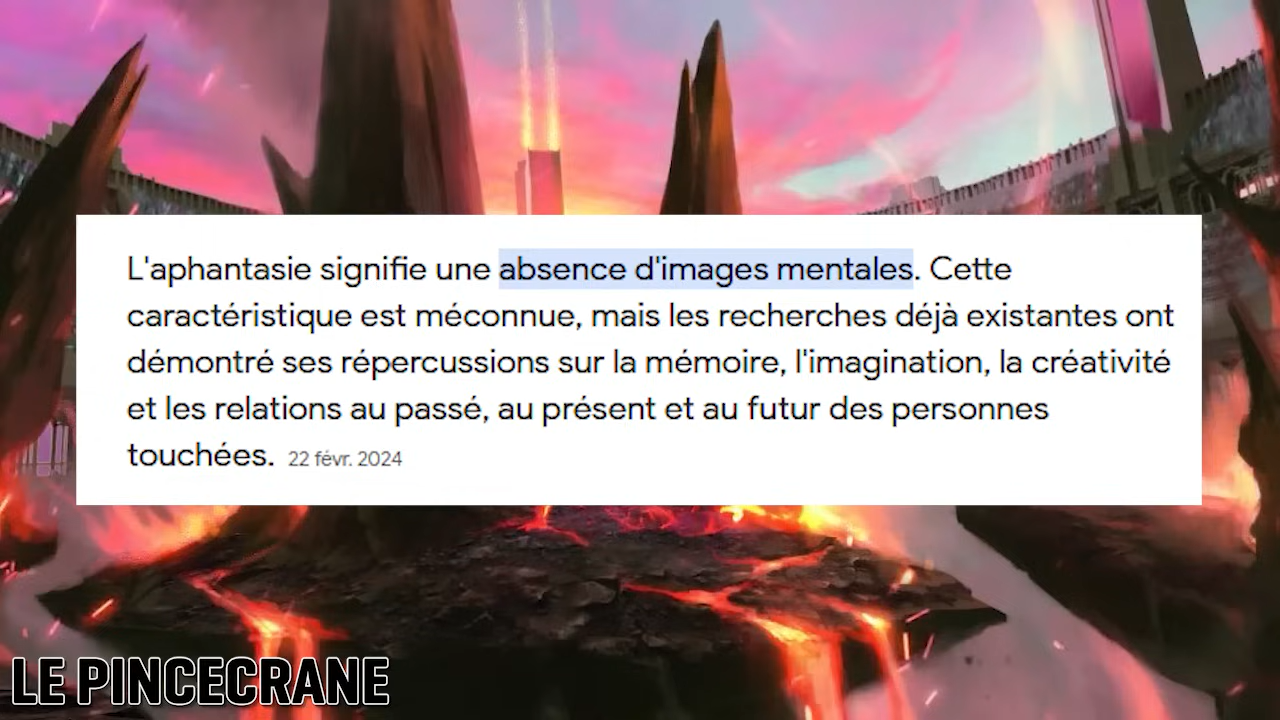 L'aphantasie signifie une absence d'images mentales. Cette
caractéristique est méconnue, mais les recherches déjà existantes ont
démontré ses répercussions sur la mémoire, l'imagination, la créativité
et les relations au passé, au présent et au futur des personnes
touchées. 22 févr. 2024
LE PINCECRANE